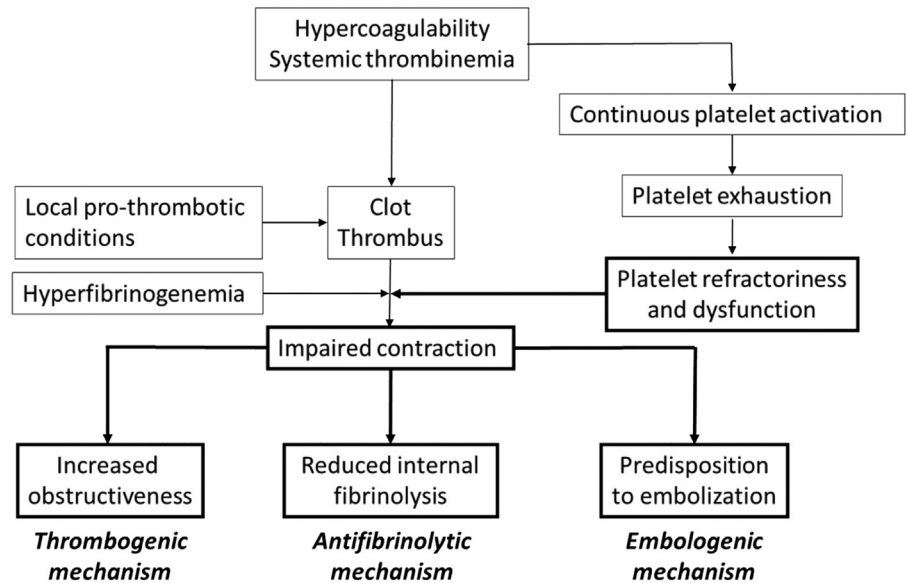 Hypercoagulability
Systemic thrombinemia
Continuous platelet activation
Platelet exhaustion
Local pro-thrombotic
conditions
Clot
Thrombus
Hyperfibrinogenemia
Platelet refractoriness
and dysfunction
Impaired contraction
Increased
obstructiveness
Reduced internal
fibrinolysis
Predisposition
to embolization
Thrombogenic
mechanism
Antifibrinolytic
mechanism
Embologenic
mechanism